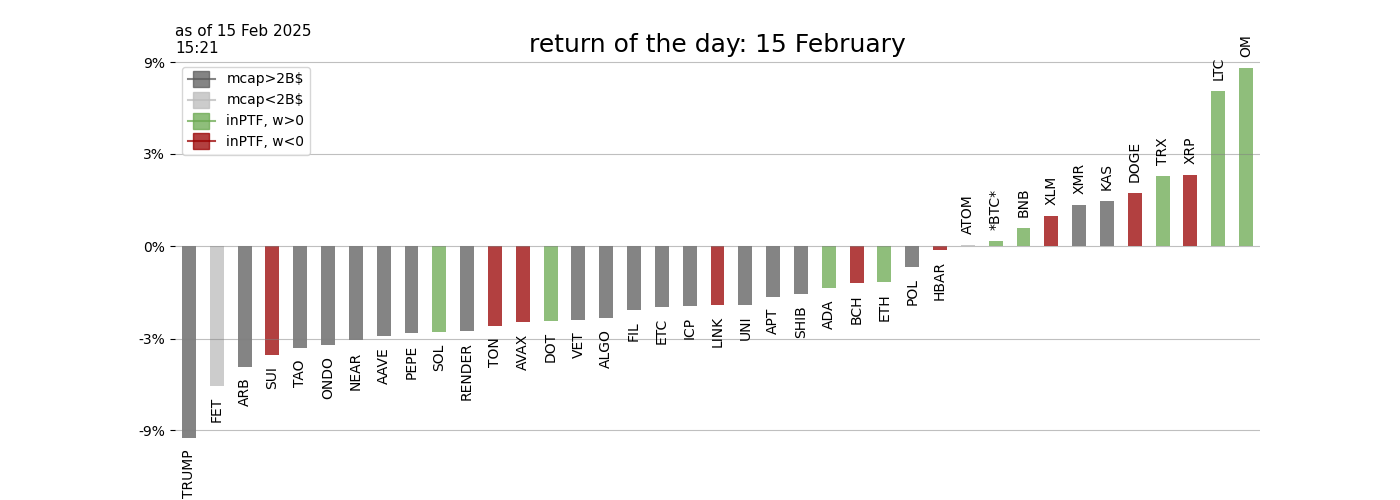 as of 15 Feb 2025
15:21
return of the day: 15 February
9%
3%
0%
-3%
-9%
mcap>2B$
mcap<2B$
inPTF, w>0
inPTF, w<0
TRUMP
FET
ARB
SUI
TAO
ONDO
NEAR
AAVE
PEPE
SOL
RENDER
TON
AVAX
DOT
VET
ALGO
FIL
ETC
ICP
LINK
UNI
APT
SHIB
ADA
BCH
ETH
POL
HBAR
ATOM
*BTC*
BNB
XLM
XMR
KAS
DOGE
TRX
XRP
LTC
OM